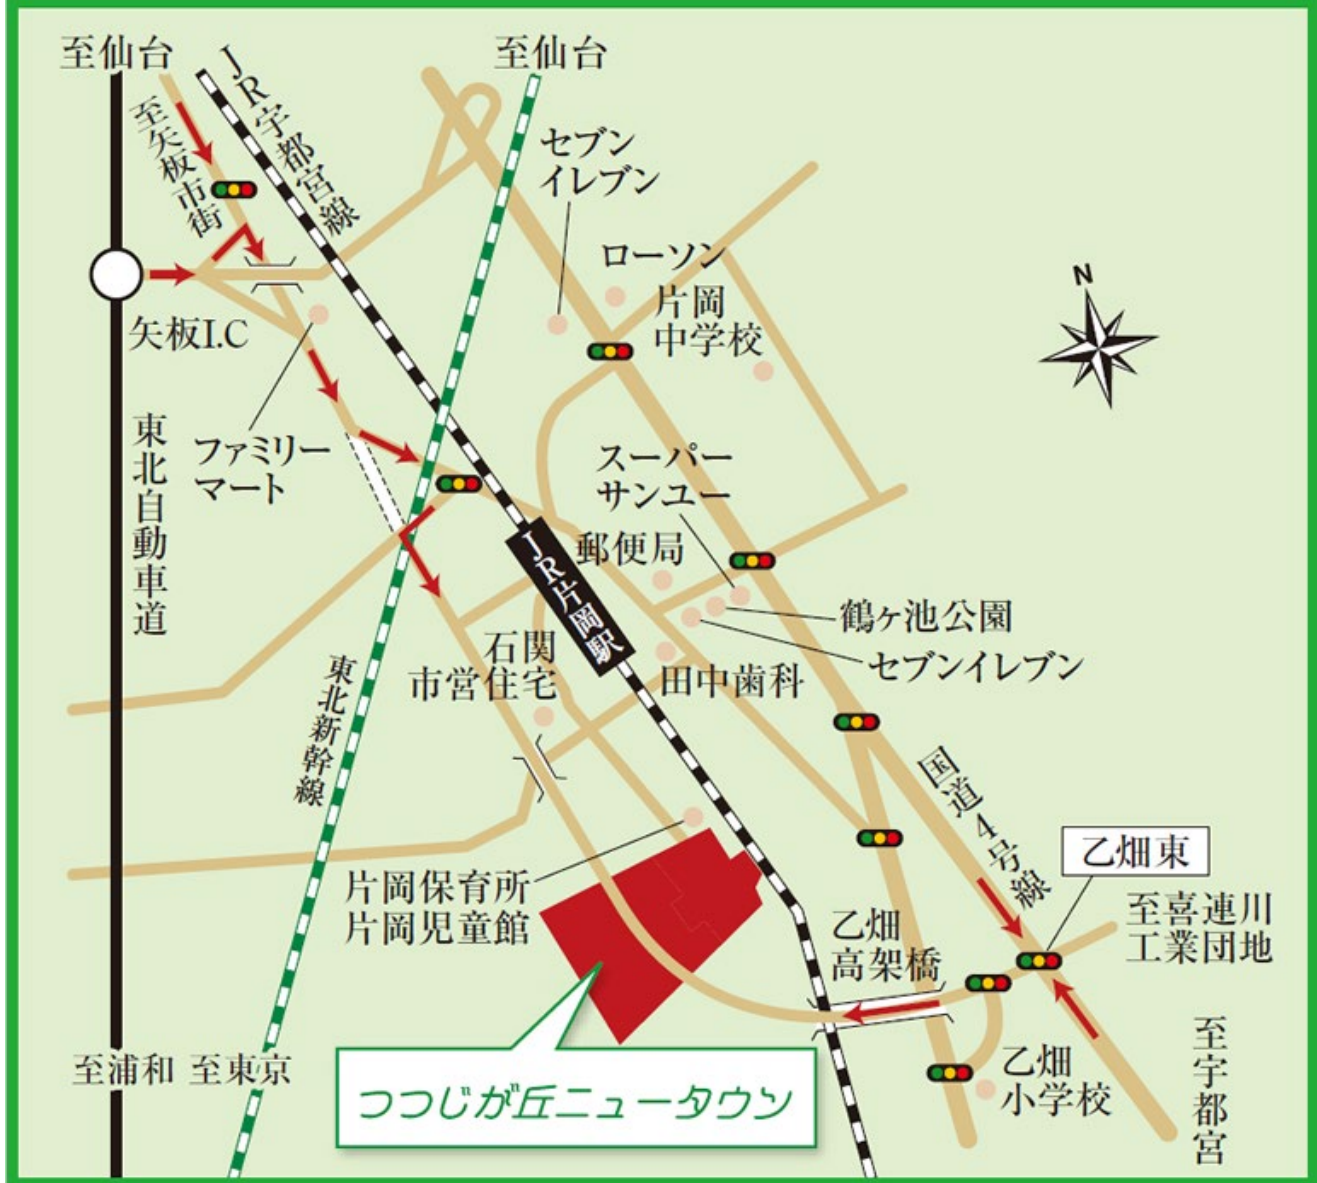 至仙台
至仙台
JR宇都宮線
至矢板市街
セブン
イレブン
ローソン
片岡
中学校
N
矢板I.C
東北自動車道
ファミリー
マート
スーパー
サンユー
郵便局
JR片岡駅
鶴ヶ池公園
セブンイレブン
石関
市営住宅
田中歯科
東北新幹線
国道4号線
乙畑東
片岡保育所
片岡児童館
乙畑
高架橋
至喜連川
工業団地
至浦和
至東京
つつじが丘ニュータウン
乙畑
小学校
至宇都宮